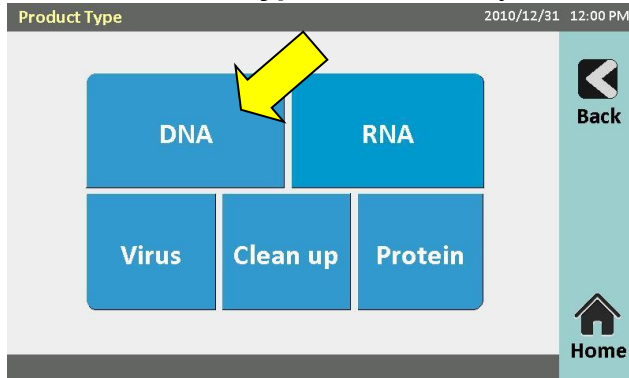 Product Type 2010/12/31 12:00 PM
Back
DNA RNA
Virus Clean up Protein
Home